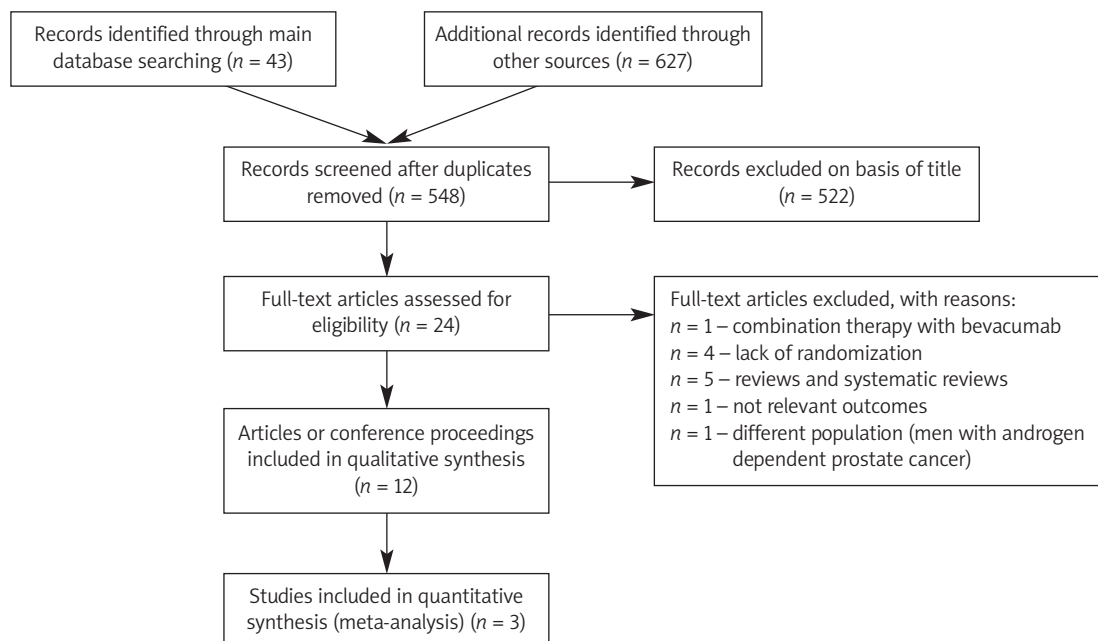 Records identified through main
database searching (n = 43)
Additional records identified through
other sources (n = 627)
Records screened after duplicates
removed (n = 548)
Records excluded on basis of title
(n = 522)
Full-text articles assessed for
eligibility (n = 24)
Full-text articles excluded, with reasons:
n = 1 – combination therapy with bevacumab
n = 4 – lack of randomization
n = 5 – reviews and systematic reviews
n = 1 – not relevant outcomes
n = 1 – different population (men with androgen
dependent prostate cancer)
Articles or conference proceedings
included in qualitative synthesis
(n = 12)
Studies included in quantitative
synthesis (meta-analysis) (n = 3)